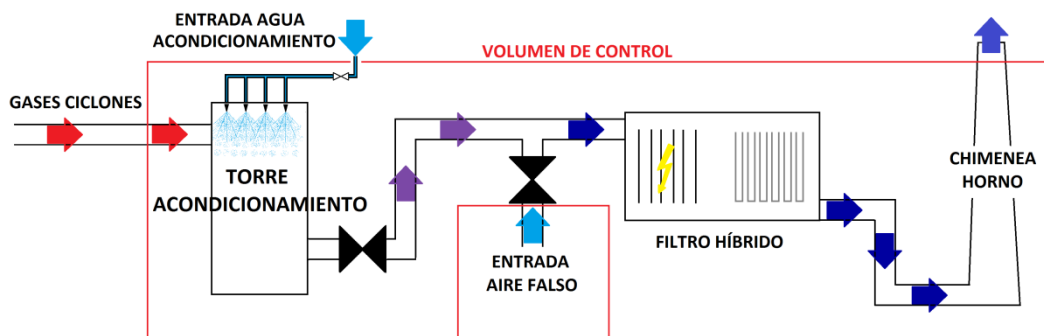 ENTRADA AGUA
ACONDICIONAMIENTO
VOLUMEN DE CONTROL
GASES CICLONES
TORRE
ACONDICIONAMIENTO
CHIMENEA
HORNO
FILTRO HÍBRIDO
ENTRADA
AIRE FALSO